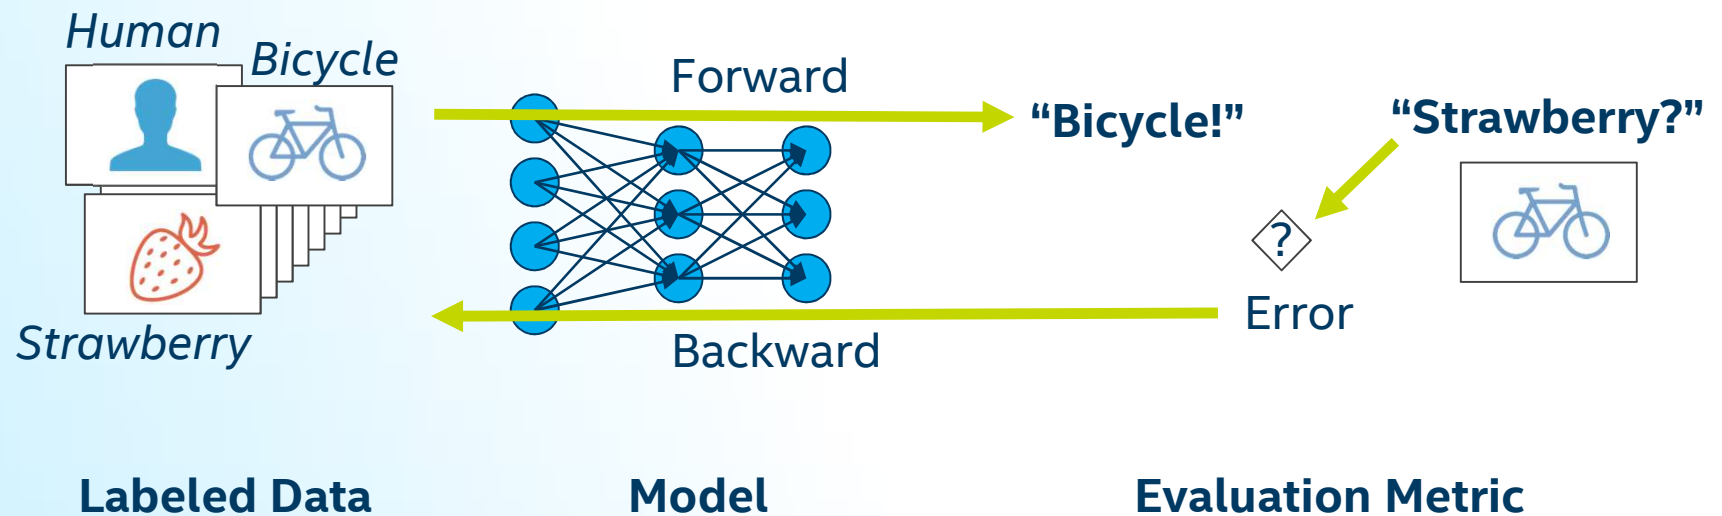 Human
Bicycle
Strawberry
Forward
Backward
“Bicycle!”
“Strawberry?”
?
Error
Labeled Data
Model
Evaluation Metric